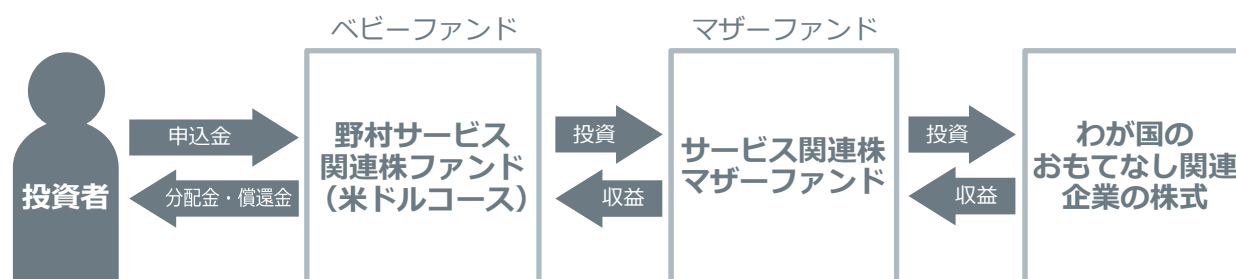 ベビーファンド
マザーファンド
投資者
申込金
分配金・償還金
野村サービス
関連株ファンド
（米ドルコース）
投資
収益
サービス関連株
マザーファンド
投資
収益
わが国の
おもてなし関連
企業の株式